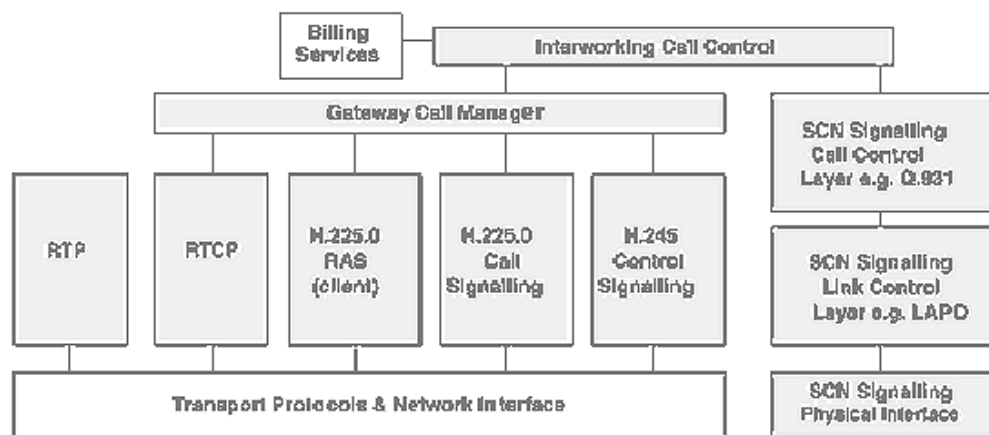 Billing
Services
Interworking Call Control
Gateway Call Manager
SCN Signalling
Call Control
Layer e.g. Q.931
RTP
RTCP
H.225.0
RAS
(client)
H.225.0
Call
Signalling
H.245
Control
Signalling
SCN Signalling
Link Control
Layer e.g. LAPD
Transport Protocols & Network Interface
SCN Signalling
Physical Interface